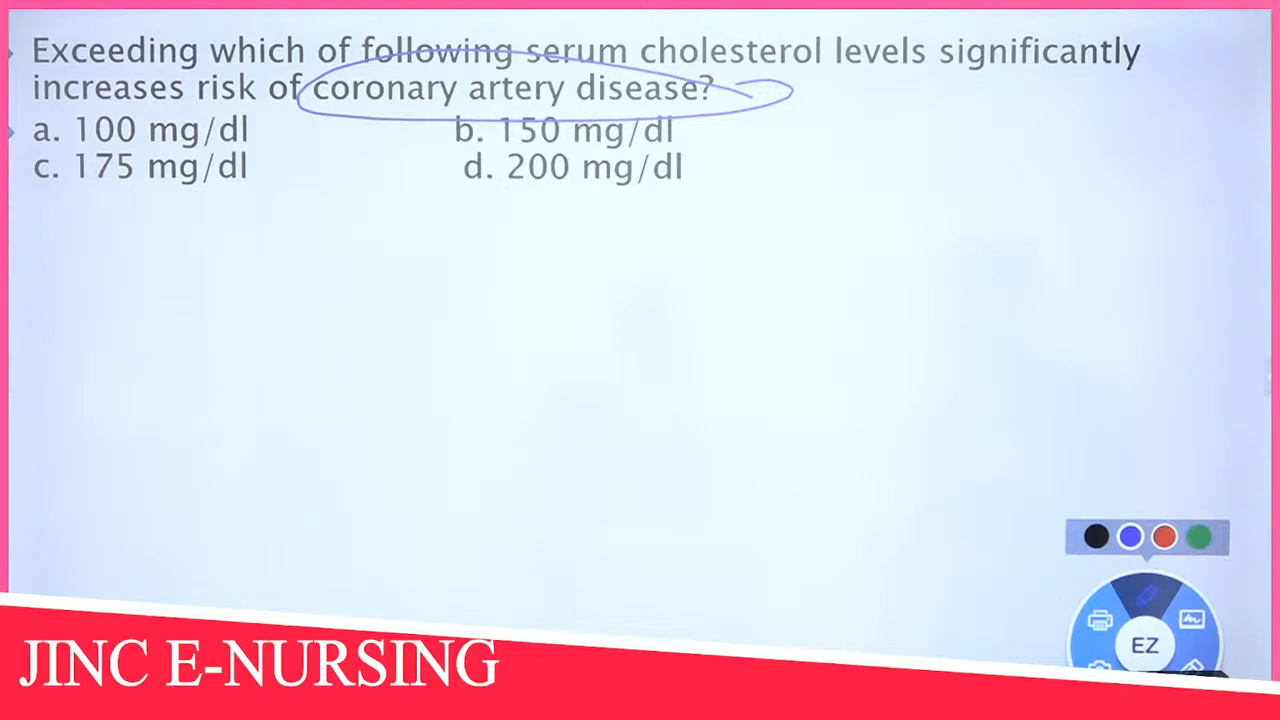 Exceeding which of following serum cholesterol levels significantly
increases risk of coronary artery disease?
a. 100 mg/dl b. 150 mg/dl
c. 175 mg/dl d. 200 mg/dl
EZ
JINC E-NURSING